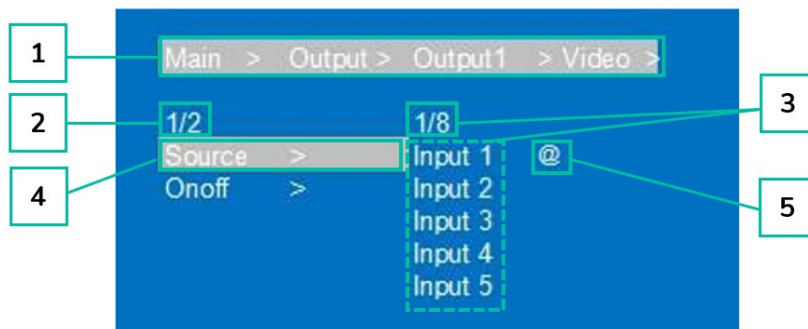 1
Main > Output > Output1 > Video >
2
1/2
1/8
3
4
Source >
Input 1 @
Onoff >
Input 2
Input 3
Input 4
Input 5
5